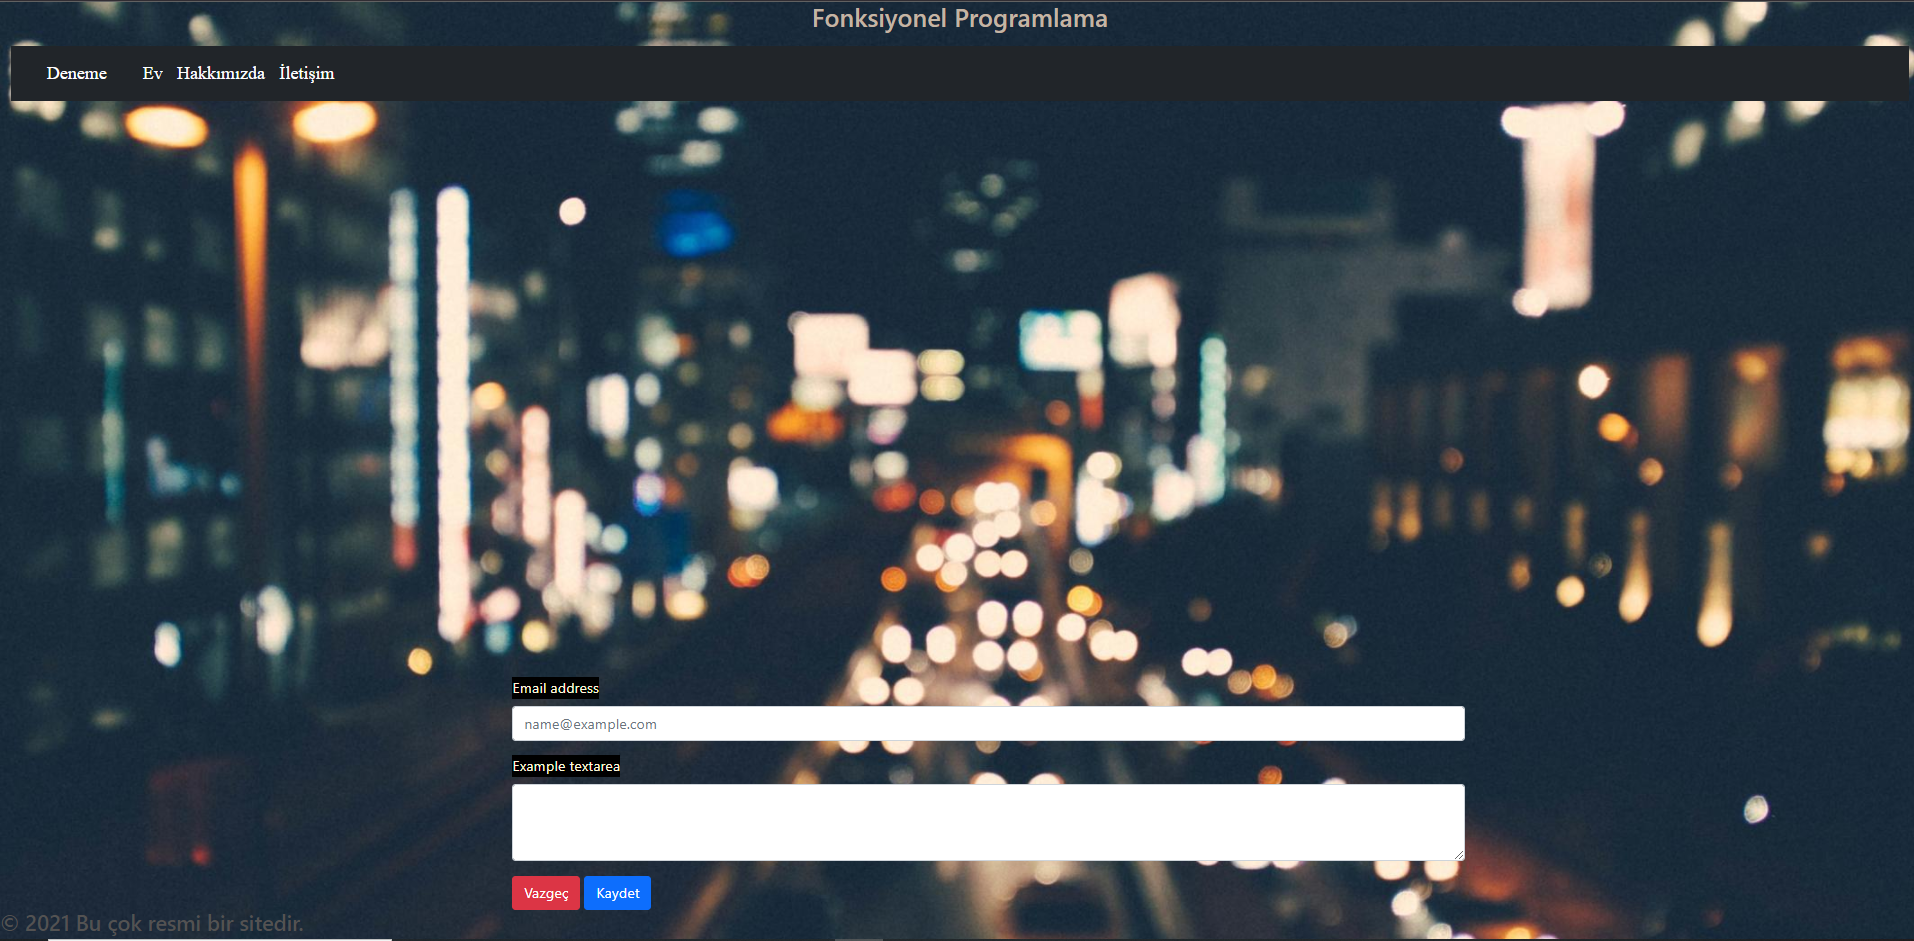 Fonksiyonel Programlama
Deneme Ev Hakkımızda İletişim
Email address
name@example.com
Example textarea
Vazgeç Kaydet
© 2021 Bu çok resmi bir sitedir.